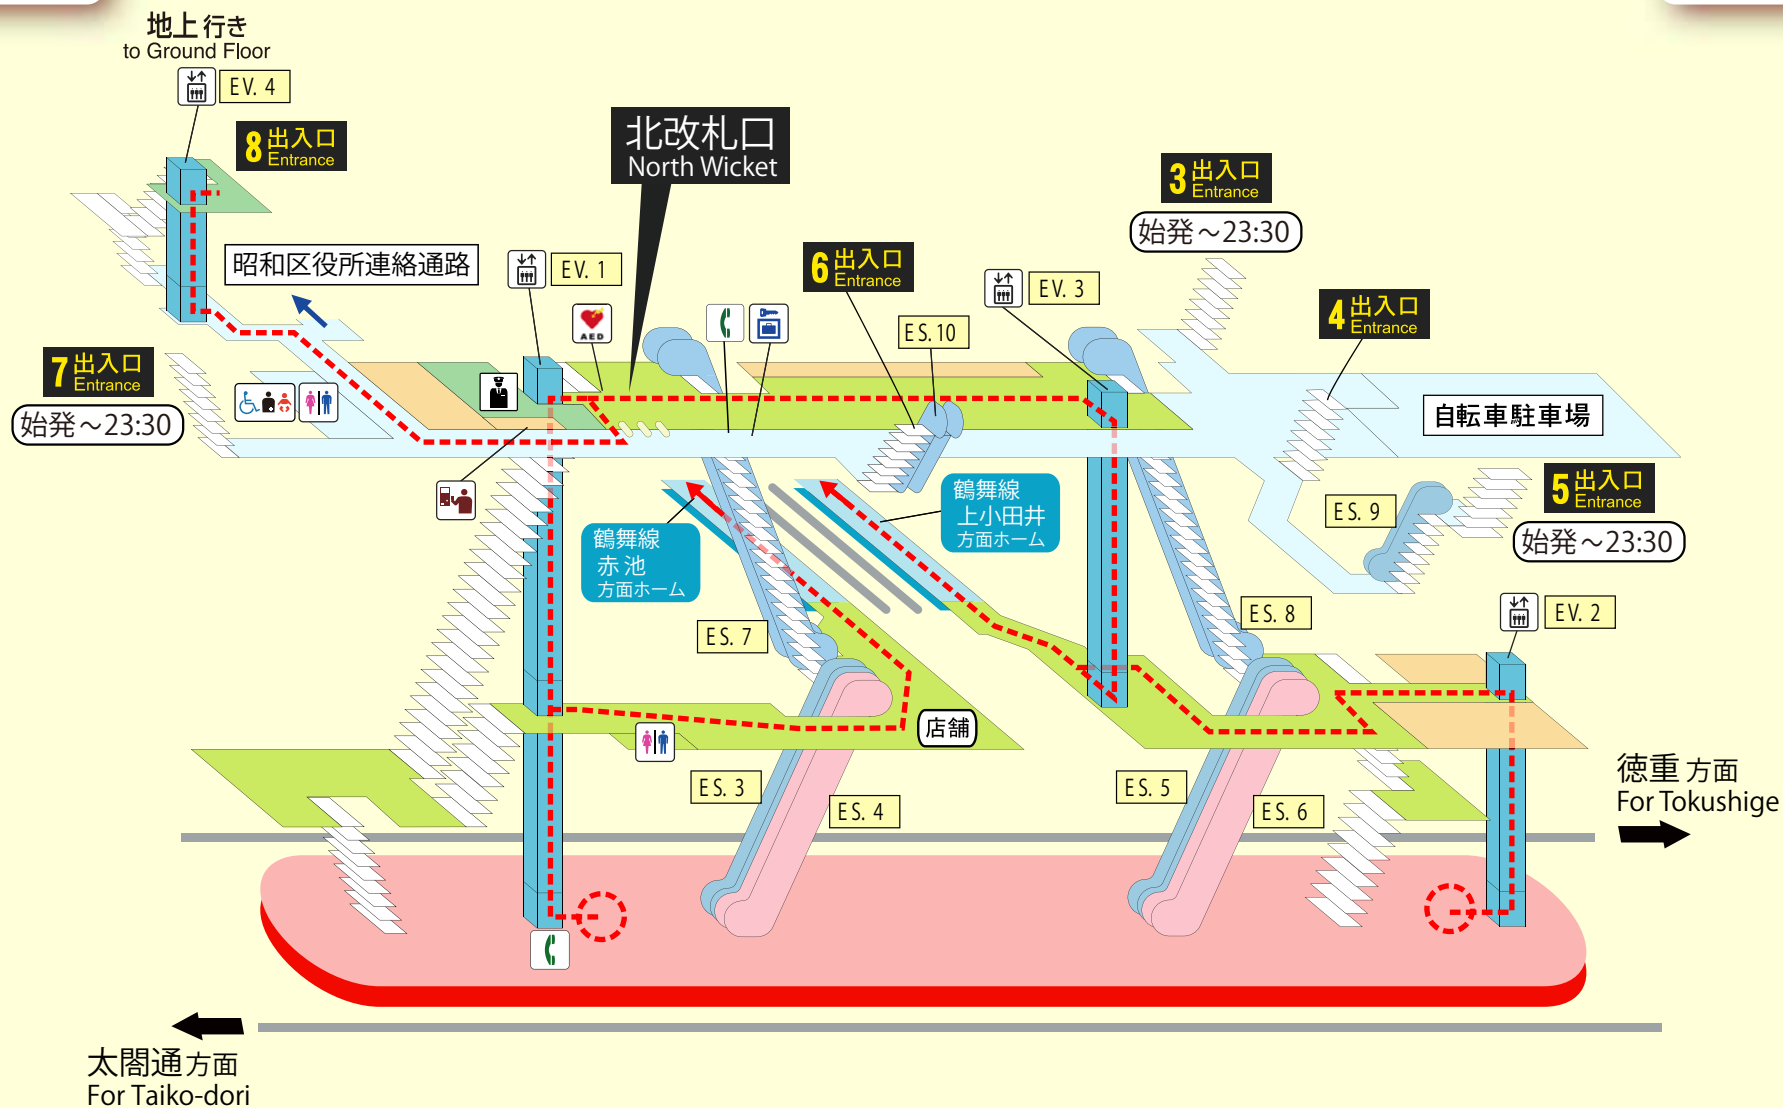 地上行き
to Ground Floor
EV. 4
8 出入口
Entrance
北改札口
North Wicket
3 出入口
Entrance
始発～23:30
昭和区役所連絡通路
EV. 1
6 出入口
Entrance
EV. 3
4 出入口
Entrance
AED
ES. 10
7 出入口
Entrance
始発～23:30
自転車駐車場
鶴舞線
上小田井
方面ホーム
鶴舞線
赤池
方面ホーム
ES. 9
5 出入口
Entrance
始発～23:30
ES. 7
ES. 8
EV. 2
店舗
ES. 3
ES. 4
ES. 5
ES. 6
徳重方面
For Tokushige
太閤通方面
For Taiko-dori